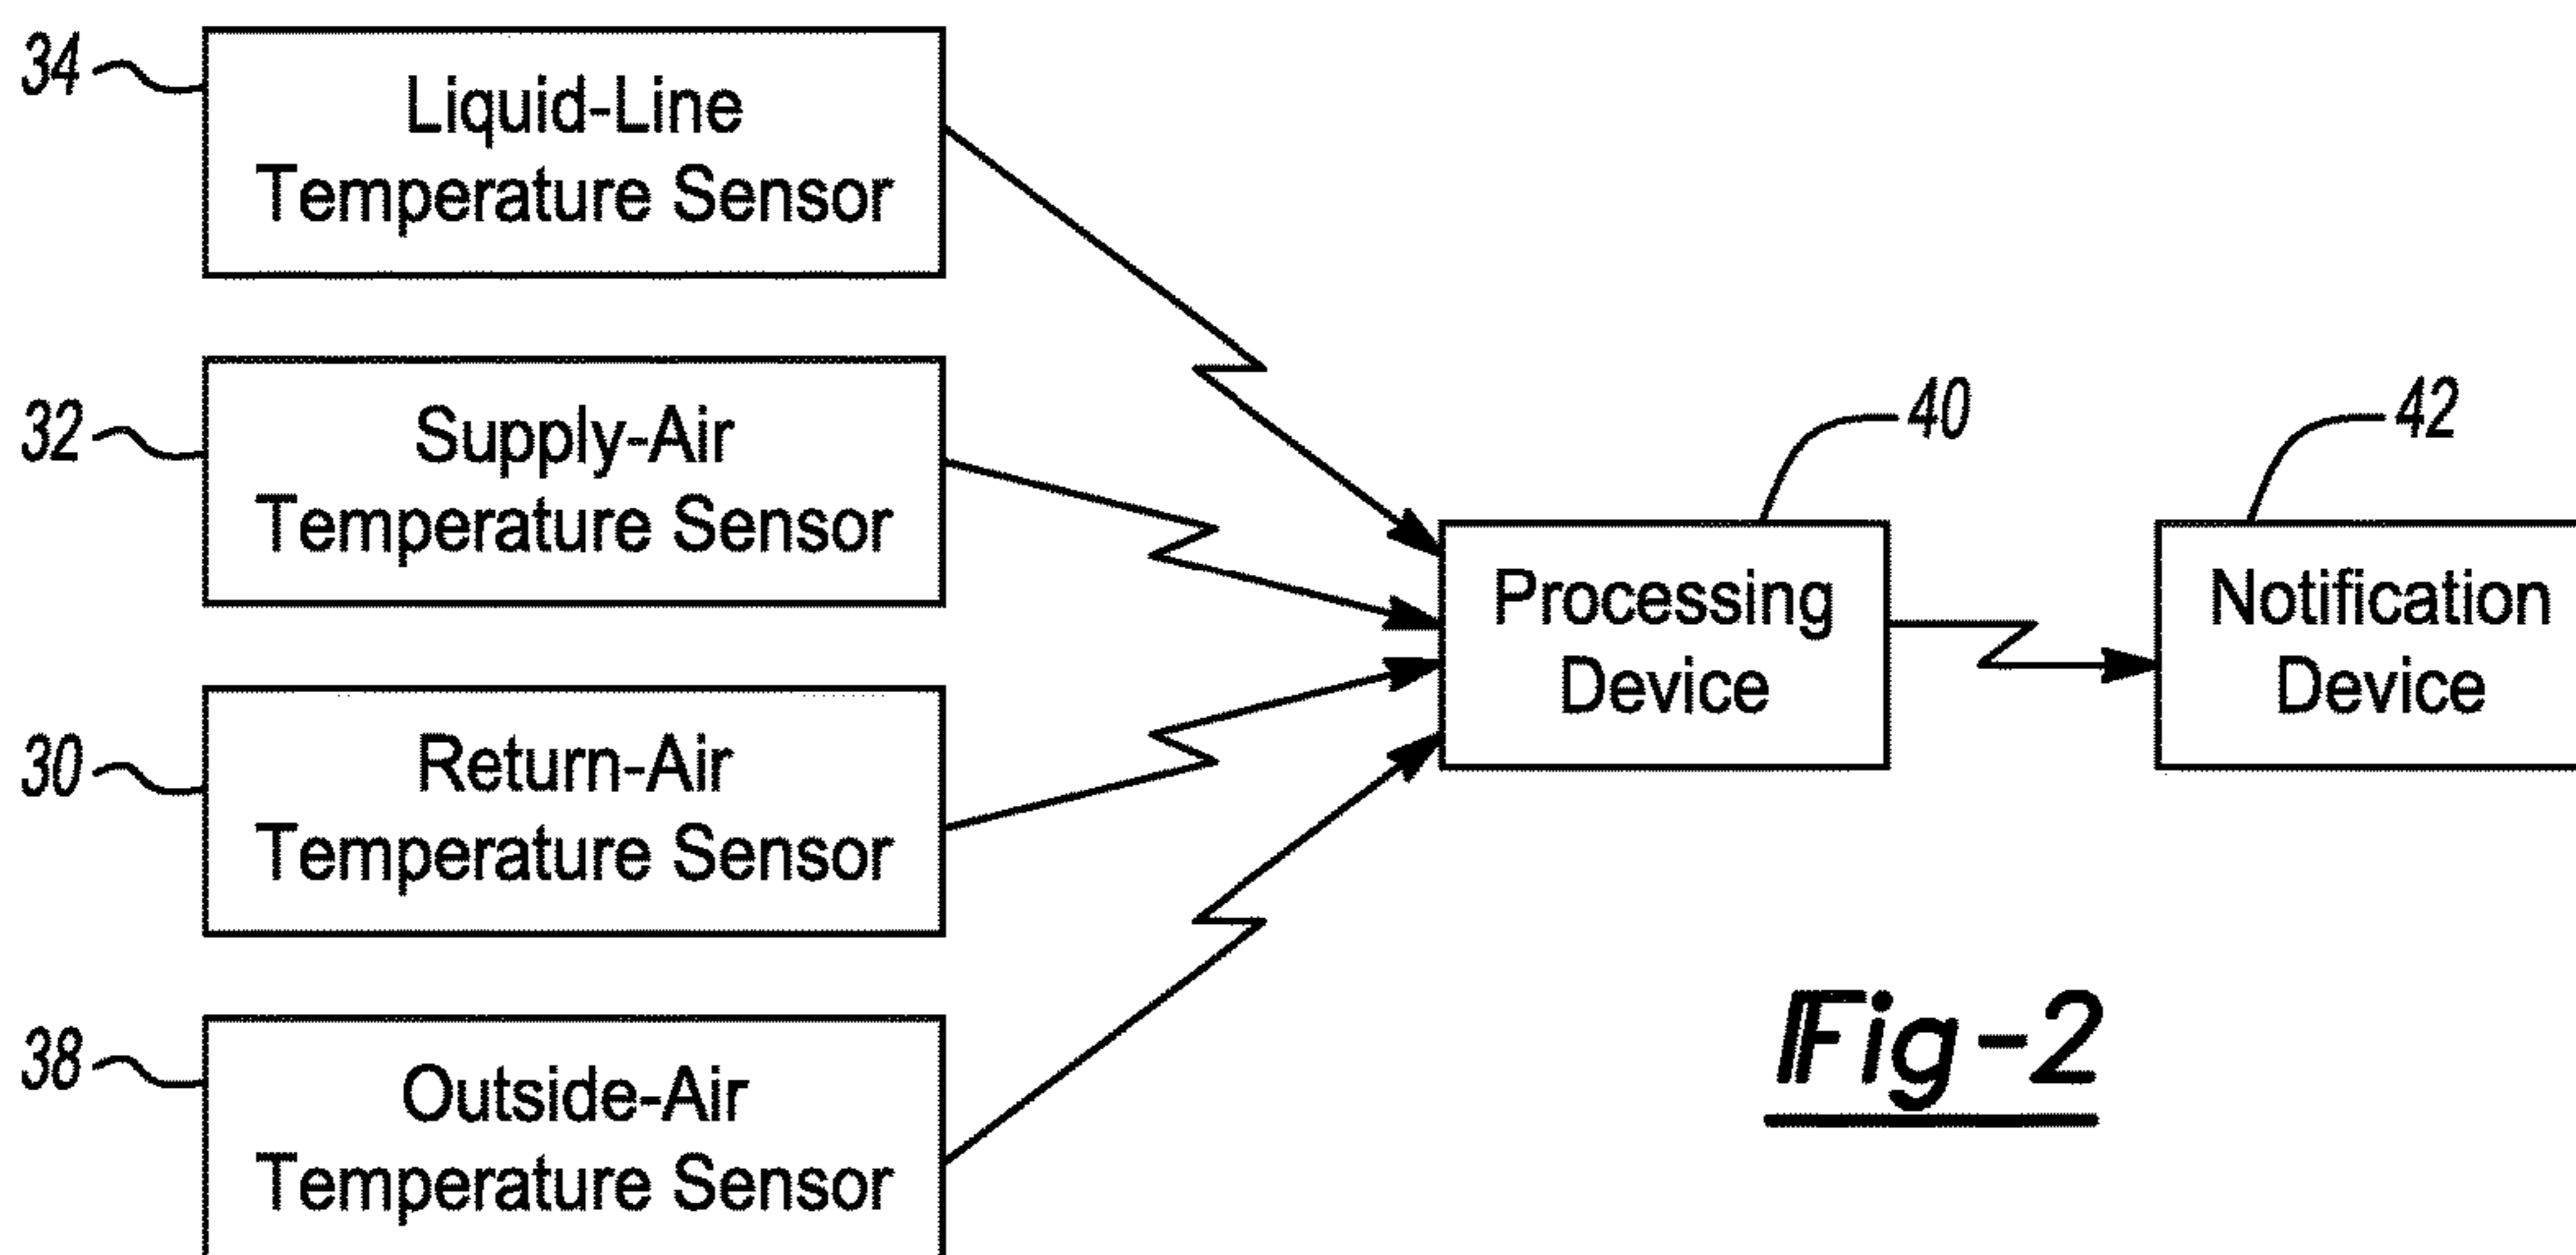 34
Liquid-Line
Temperature Sensor
32
Supply-Air
Temperature Sensor
30
Return-Air
Temperature Sensor
38
Outside-Air
Temperature Sensor
40
Processing
Device
42
Notification
Device
Fig-2